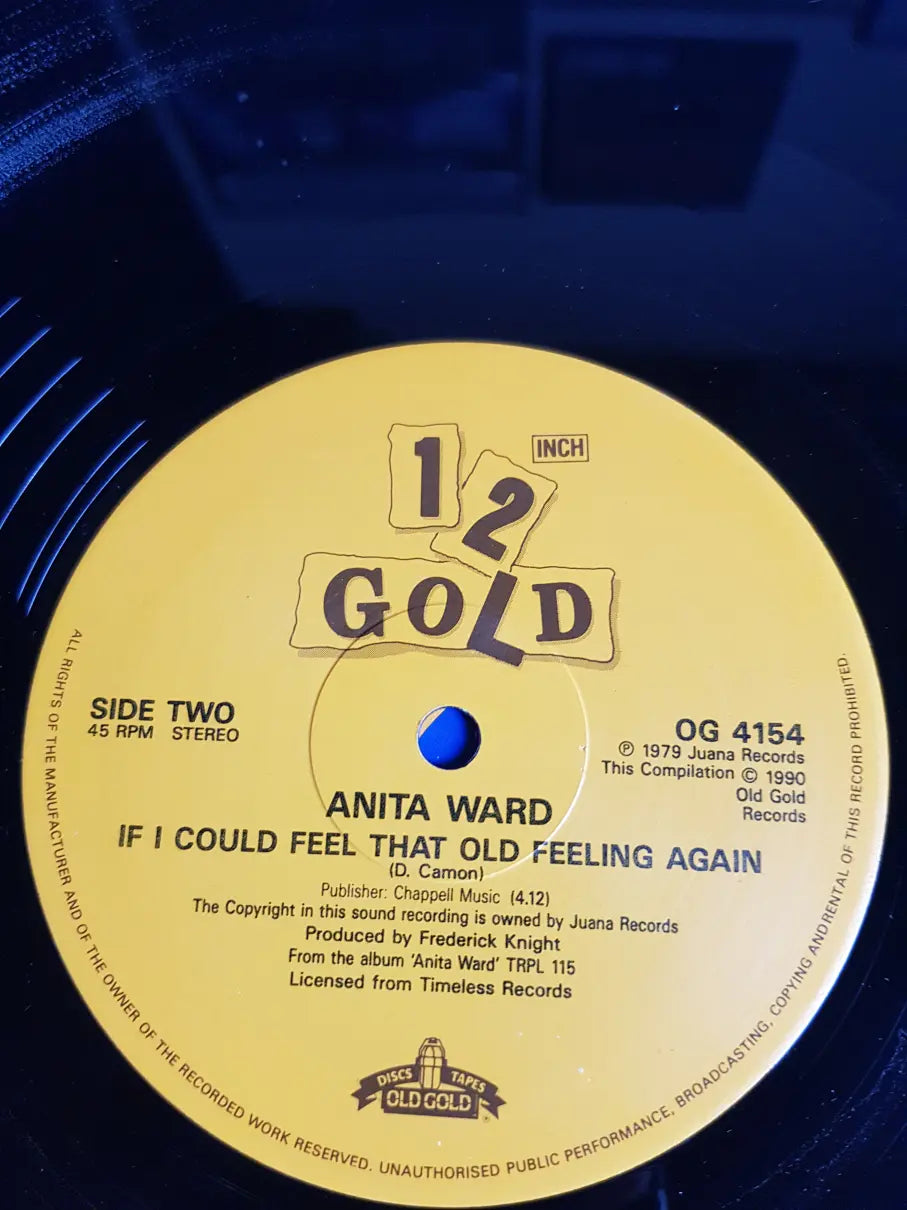 12 INCH
GOLD
SIDE TWO
45 RPM STEREO
OG 4154
℗ 1979 Juana Records
This Compilation © 1990
Old Gold
Records
ANITA WARD
IF I COULD FEEL THAT OLD FEELING AGAIN
(D. Camon)
Publisher: Chappell Music (4.12)
The Copyright in this sound recording is owned by Juana Records
Produced by Frederick Knight
From the album 'Anita Ward' TRPL 115
Licensed from Timeless Records
DISCS TAPES
OLD GOLD
ALL RIGHTS OF THE MANUFACTURER AND OF THE OWNER OF THE RECORDED WORK RESERVED. UNAUTHORISED PUBLIC PERFORMANCE, BROADCASTING, COPYING ANDRENTAL OF THIS RECORD PROHIBITED.